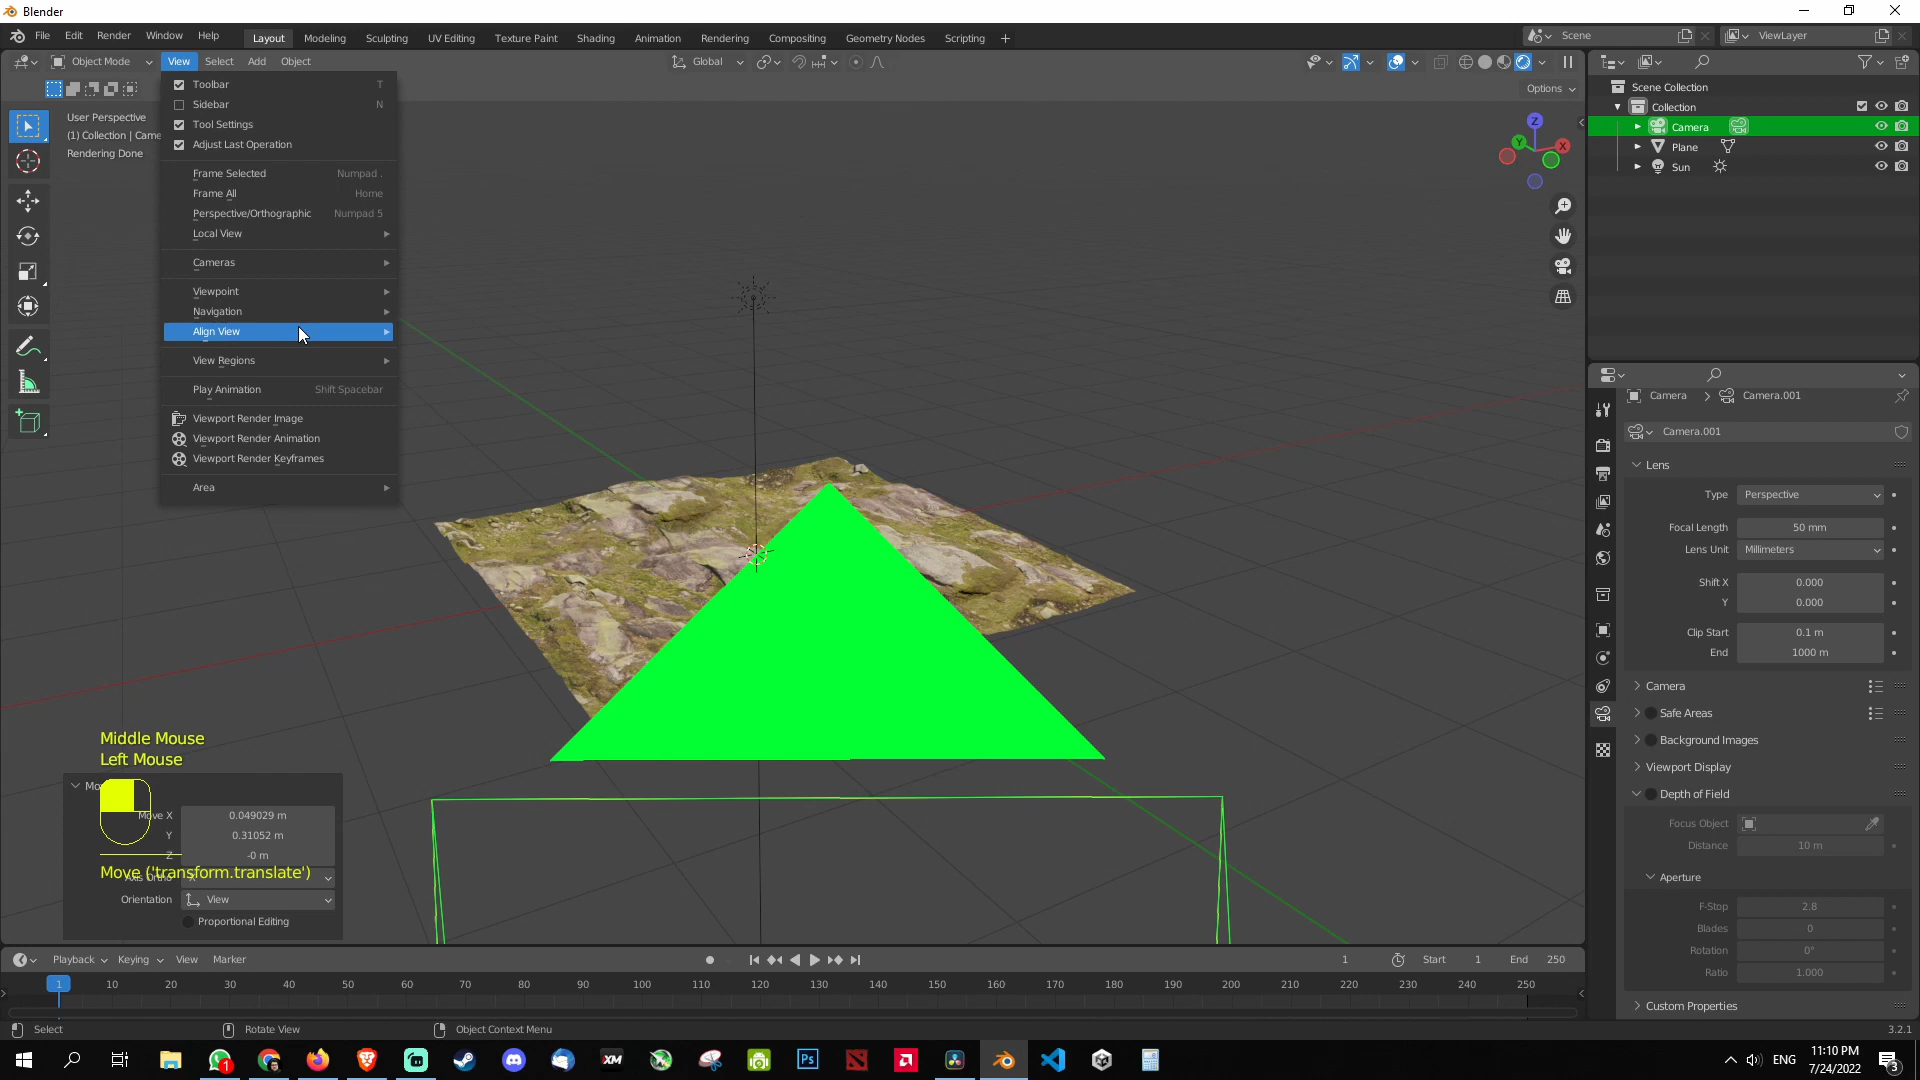 Blender
File Edit Render Window Help Layout Modeling Sculpting UV Editing Texture Paint Shading Animation Rendering Compositing Geometry Nodes Scripting + Scene ViewLayer
Object Mode View Select Add Object Global
Options
User Perspective
(1) Collection | Came
Rendering Done
Toolbar T
Sidebar N
Tool Settings
Adjust Last Operation
Frame Selected Numpad .
Frame All Home
Perspective/Orthographic Numpad 5
Local View
Cameras
Viewpoint
Navigation
Align View
View Regions
Play Animation Shift Spacebar
Viewport Render Image
Viewport Render Animation
Viewport Render Keyframes
Area
Z
Y
X
Scene Collection
Collection
Camera
Plane
Sun
Camera > Camera.001
Camera.001
Lens
Type Perspective
Focal Length 50 mm
Lens Unit Millimeters
Shift X 0.000
Y 0.000
Clip Start 0.1 m
End 1000 m
Camera
Safe Areas
Background Images
Viewport Display
Depth of Field
Focus Object
Distance 10 m
Aperture
F-Stop 2.8
Blades 0
Rotation 0°
Ratio 1.000
Custom Properties
Middle Mouse
Left Mouse
Mo
Move X 0.049029 m
Y 0.31052 m
Z -0 m
Move ('transform.translate')
Axis Ortho X
Orientation View
Proportional Editing
Playback Keying View Marker 1 Start 1 End 250
1 10 20 30 40 50 60 70 80 90 100 110 120 130 140 150 160 170 180 190 200 210 220 230 240 250
Select Rotate View Object Context Menu 3.2.1
1 XM Ps ENG 11:10 PM
7/24/2022 3